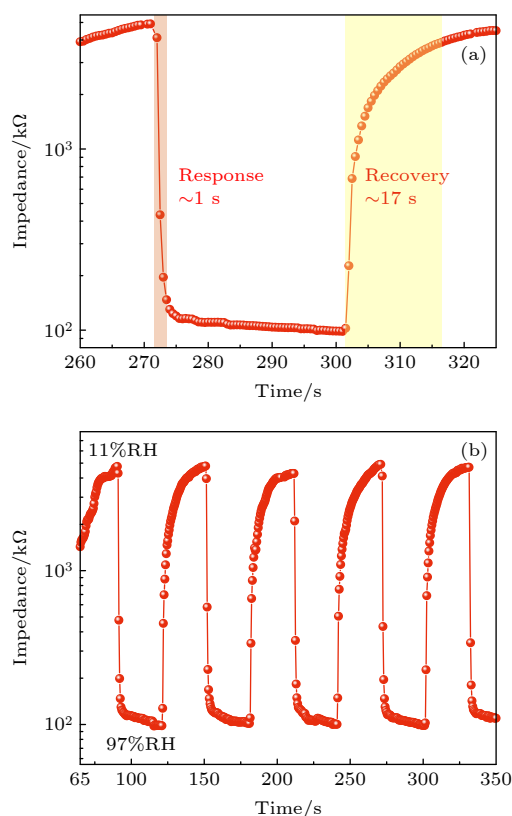 (a)
10³
Response
~1 s
Recovery
~17 s
Impedance/kΩ
10²
260 270 280 290 300 310 320
Time/s
11%RH
(b)
Impedance/kΩ
10³
10²
97%RH
65 100 150 200 250 300 350
Time/s